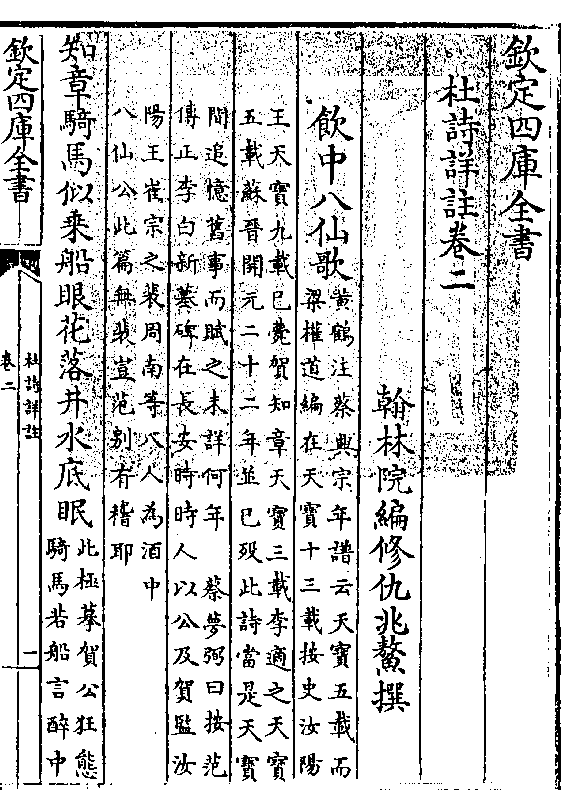 欽定四庫全書
杜詩詳註卷二
翰林院編修仇兆鰲撰
飲中八仙歌
黃鶴注蔡興宗年譜云天寶五載而
梁權道編在天寶十三載按史汝陽
王天寶九載已薨賀知章天寶三載李適之天寶
五載蘇晉開元二十二年並已歿此詩當是天寶
間追憶舊事而賦之未詳何年　蔡夢弼曰按范
傳正李白新墓碑在長安時時人以公及賀監汝
陽王崔宗之裴周南等八人為酒中
八仙公此篇無裴豈范别有稽耶
知章騎馬似乘船眼花落井水底眠
此極摹賀公狂態
騎馬若船言醉中
欽定四庫全書
杜詩詳註
卷二
一